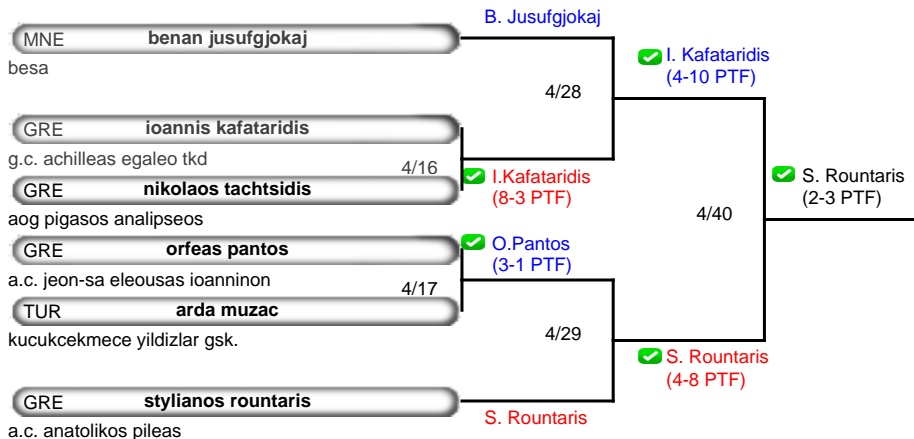 B. Jusufgjokaj
MNE benan jusufgjokaj
besa
I. Kafataridis
(4-10 PTF)
4/28
GRE ioannis kafataridis
g.c. achilleas egaleo tkd
4/16
I.Kafataridis
(8-3 PTF)
GRE nikolaos tachtsidis
aog pigasos analipseos
S. Rountaris
(2-3 PTF)
4/40
GRE orfeas pantos
a.c. jeon-sa eleousas ioanninon
O.Pantos
(3-1 PTF)
4/17
TUR arda muzac
kucukcekmece yildizlar gsk.
4/29
S. Rountaris
(4-8 PTF)
GRE stylianos rountaris
a.c. anatolikos pileas
S. Rountaris